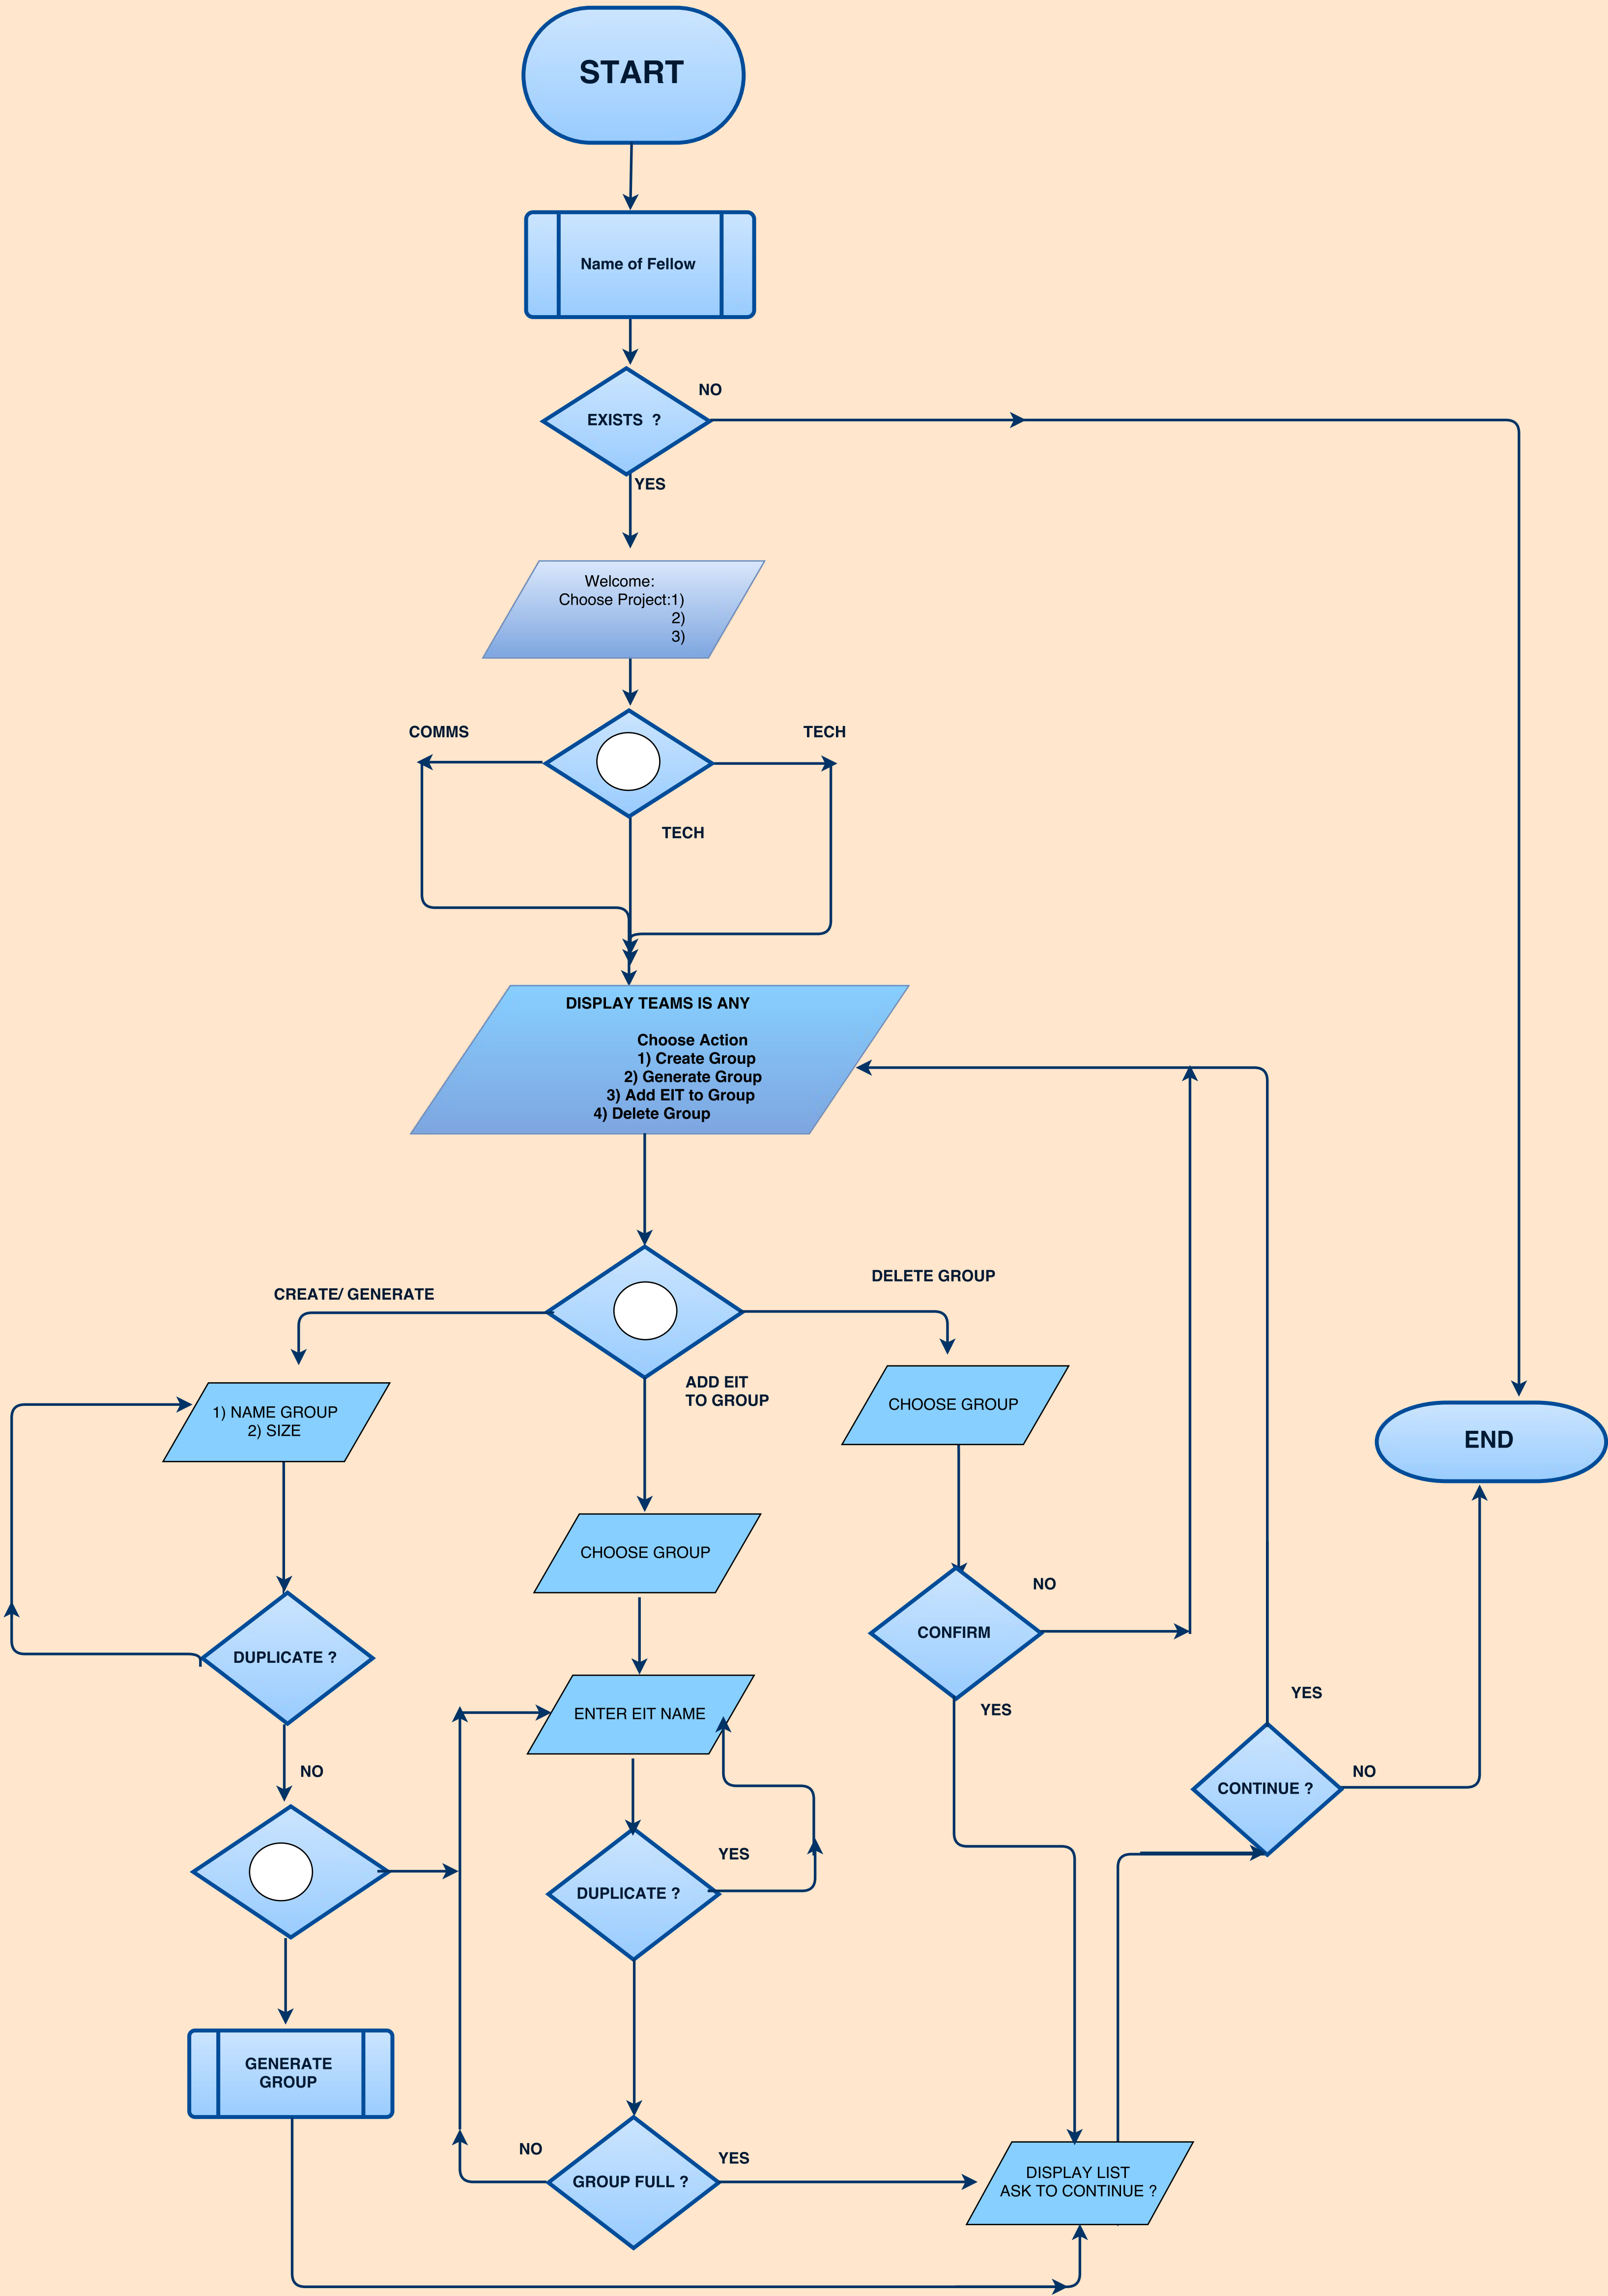 START
Name of Fellow
NO
EXISTS ?
YES
Welcome:
Choose Project:1)
2)
3)
COMMS
TECH
TECH
DISPLAY TEAMS IS ANY
Choose Action
1) Create Group
2) Generate Group
3) Add EIT to Group
4) Delete Group
DELETE GROUP
CREATE/ GENERATE
ADD EIT
TO GROUP
CHOOSE GROUP
1) NAME GROUP
2) SIZE
END
CHOOSE GROUP
NO
CONFIRM
DUPLICATE ?
YES
YES
ENTER EIT NAME
NO
CONTINUE ?
NO
YES
DUPLICATE ?
GENERATE
GROUP
NO
YES
GROUP FULL ?
DISPLAY LIST
ASK TO CONTINUE ?